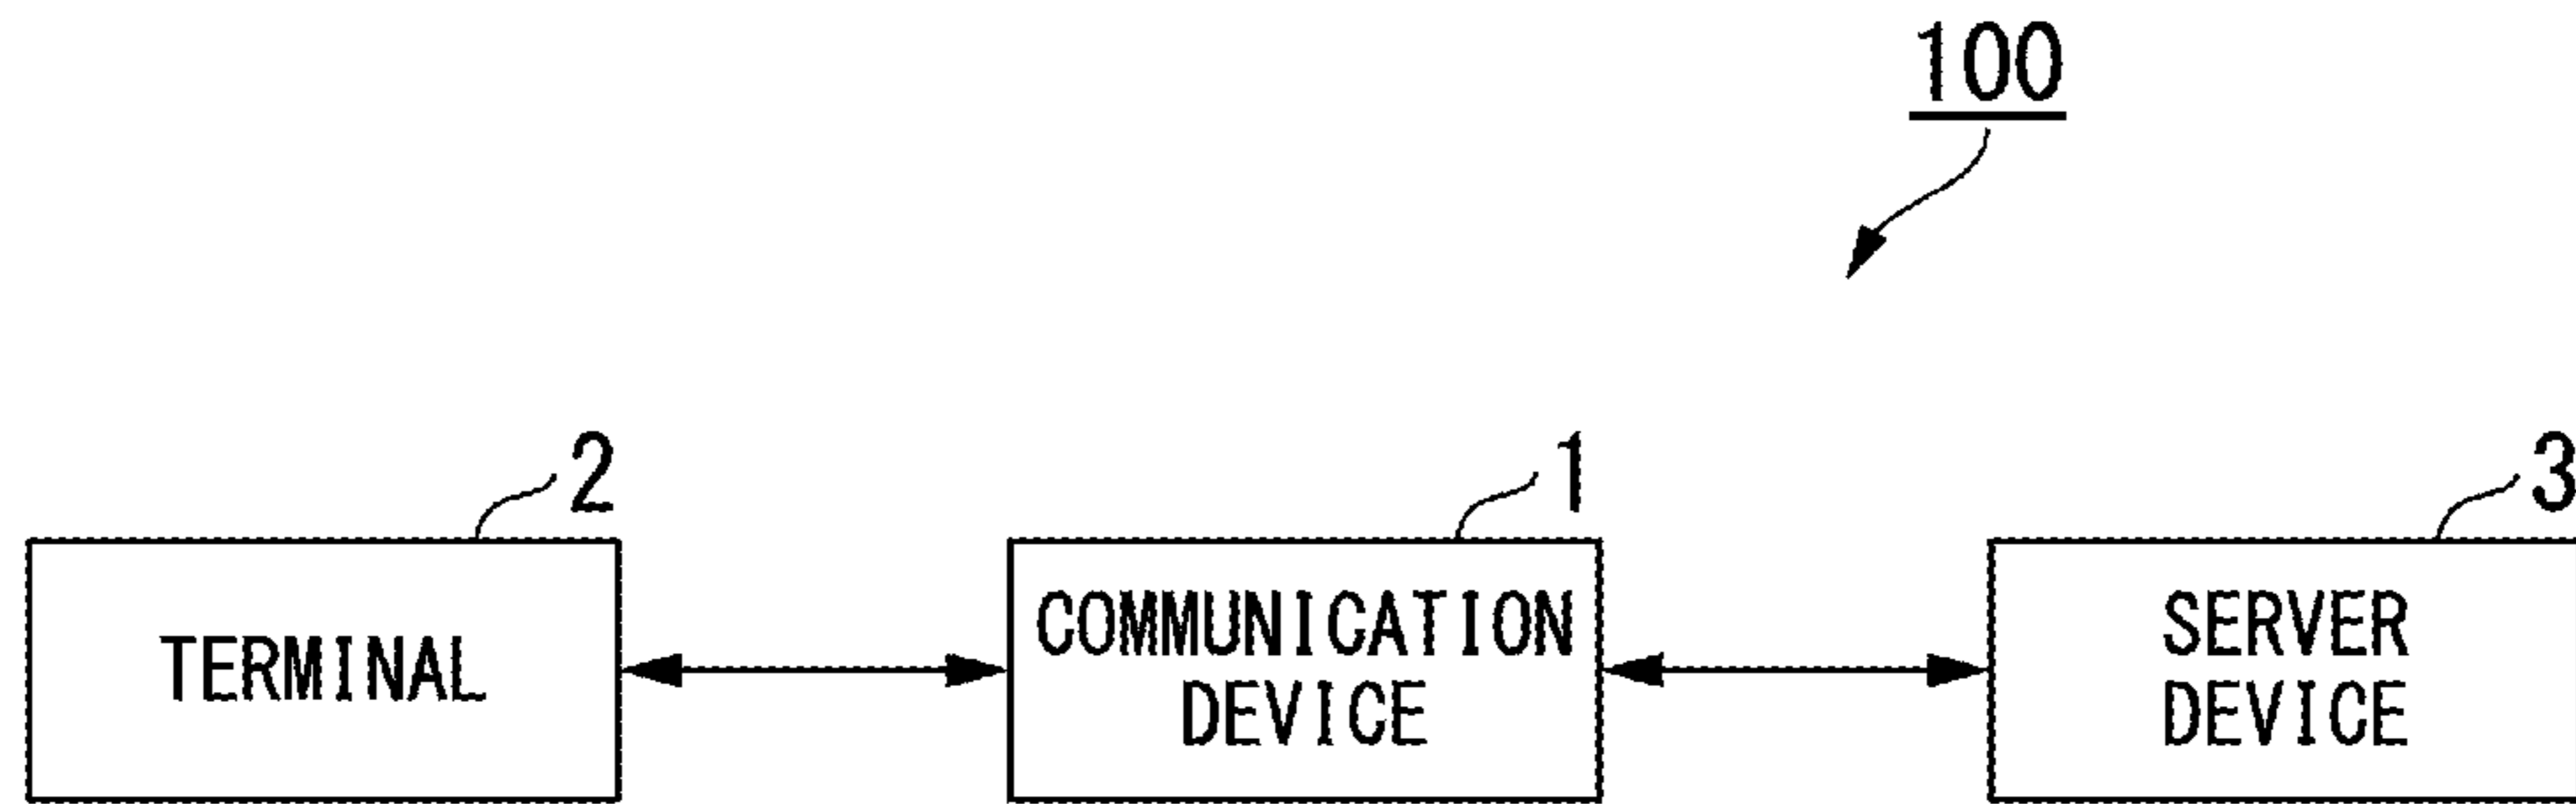 100
2
1
3
TERMINAL
COMMUNICATION
DEVICE
SERVER
DEVICE